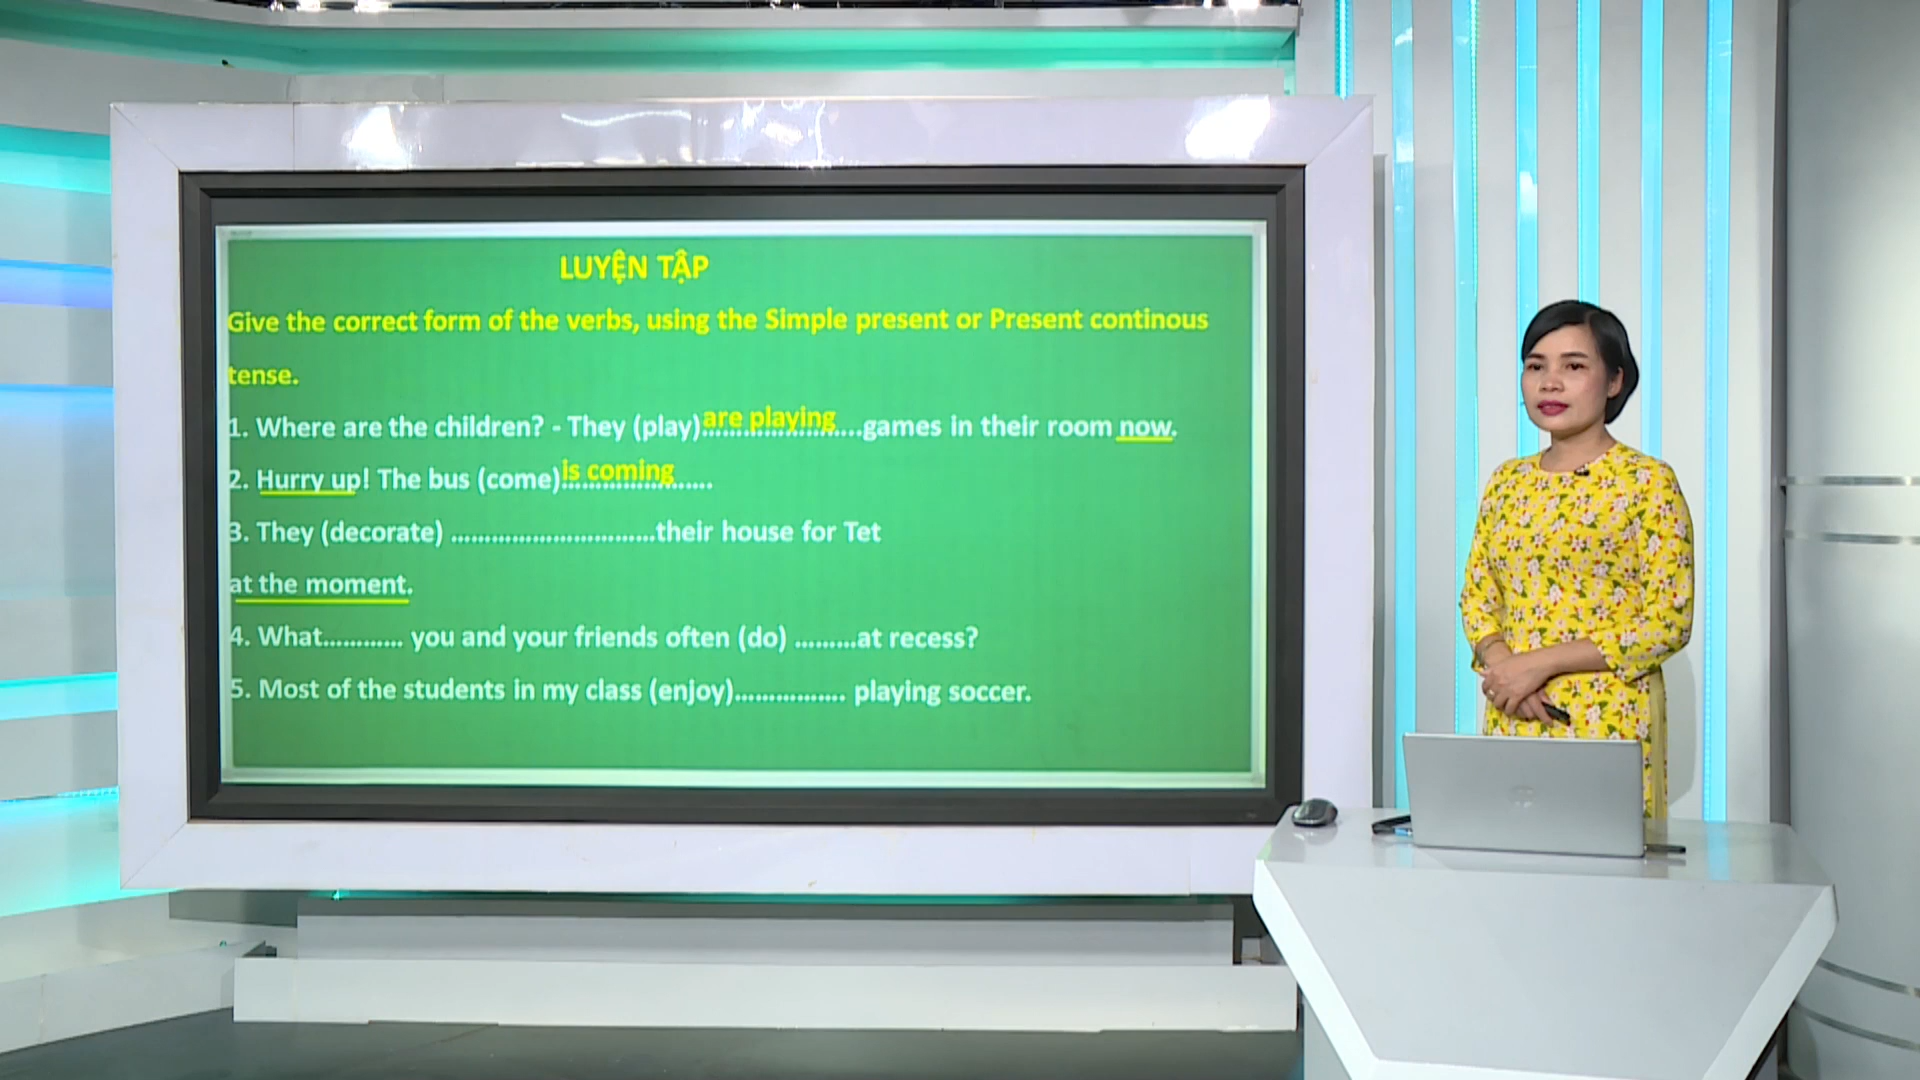 LUYỆN TẬP
Give the correct form of the verbs, using the Simple present or Present continous
tense.
1. Where are the children? - They (play)are playing......games in their room now.
2. Hurry up! The bus (come)is coming......
3. They (decorate) ..............................their house for Tet
at the moment.
4. What............ you and your friends often (do) .........at recess?
5. Most of the students in my class (enjoy)................ playing soccer.